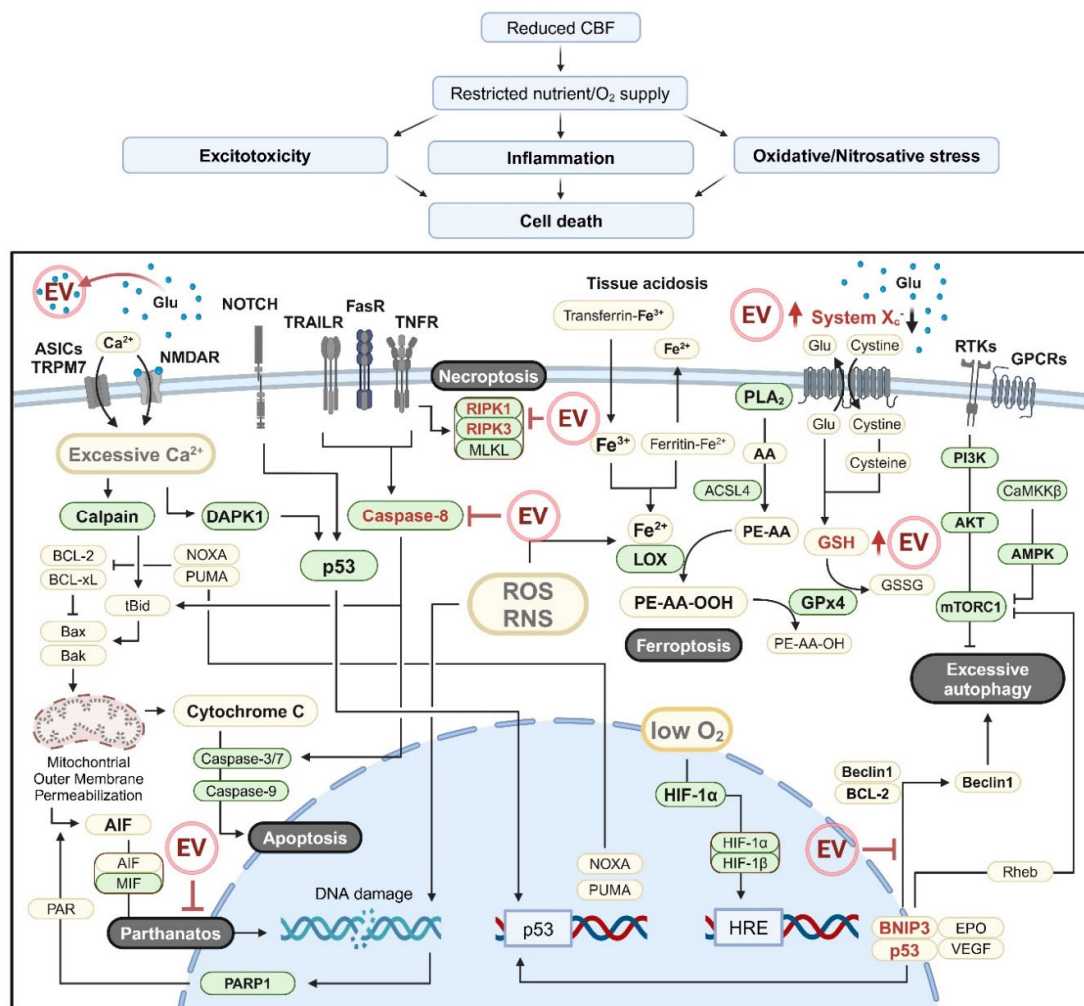 Reduced CBF
Restricted nutrient/O₂ supply
Excitotoxicity
Inflammation
Oxidative/Nitrosative stress
Cell death
EV
Glu
Ca²⁺
ASICs
TRPM7
NMDAR
NOTCH
TRAILR
FasR
TNFR
Tissue acidosis
Transferrin-Fe³⁺
Fe²⁺
EV
System Xc⁻
Glu
Glu
Cystine
RTKs
GPCRs
Necroptosis
RIPK1
RIPK3
MLKL
EV
Fe³⁺
Ferritin-Fe²⁺
PLA₂
AA
ACSL4
PE-AA
Glu
Cystine
Cysteine
PI3K
CaMKKβ
AKT
AMPK
mTORC1
Excessive Ca²⁺
Calpain
DAPK1
Caspase-8
EV
Fe²⁺
LOX
GSH
EV
GSSG
GPx4
BCL-2
BCL-xL
NOXA
PUMA
p53
tBid
Bax
Bak
ROS
RNS
PE-AA-OOH
PE-AA-OH
Ferroptosis
Excessive
autophagy
Cytochrome C
Mitochontrial
Outer Membrane
Permeabilization
Caspase-3/7
Caspase-9
Apoptosis
low O₂
HIF-1α
HIF-1α
HIF-1β
Beclin1
BCL-2
Beclin1
EV
Rheb
AIF
EV
AIF
MIF
PAR
Parthanatos
DNA damage
NOXA
PUMA
p53
HRE
BNIP3
p53
EPO
VEGF
PARP1